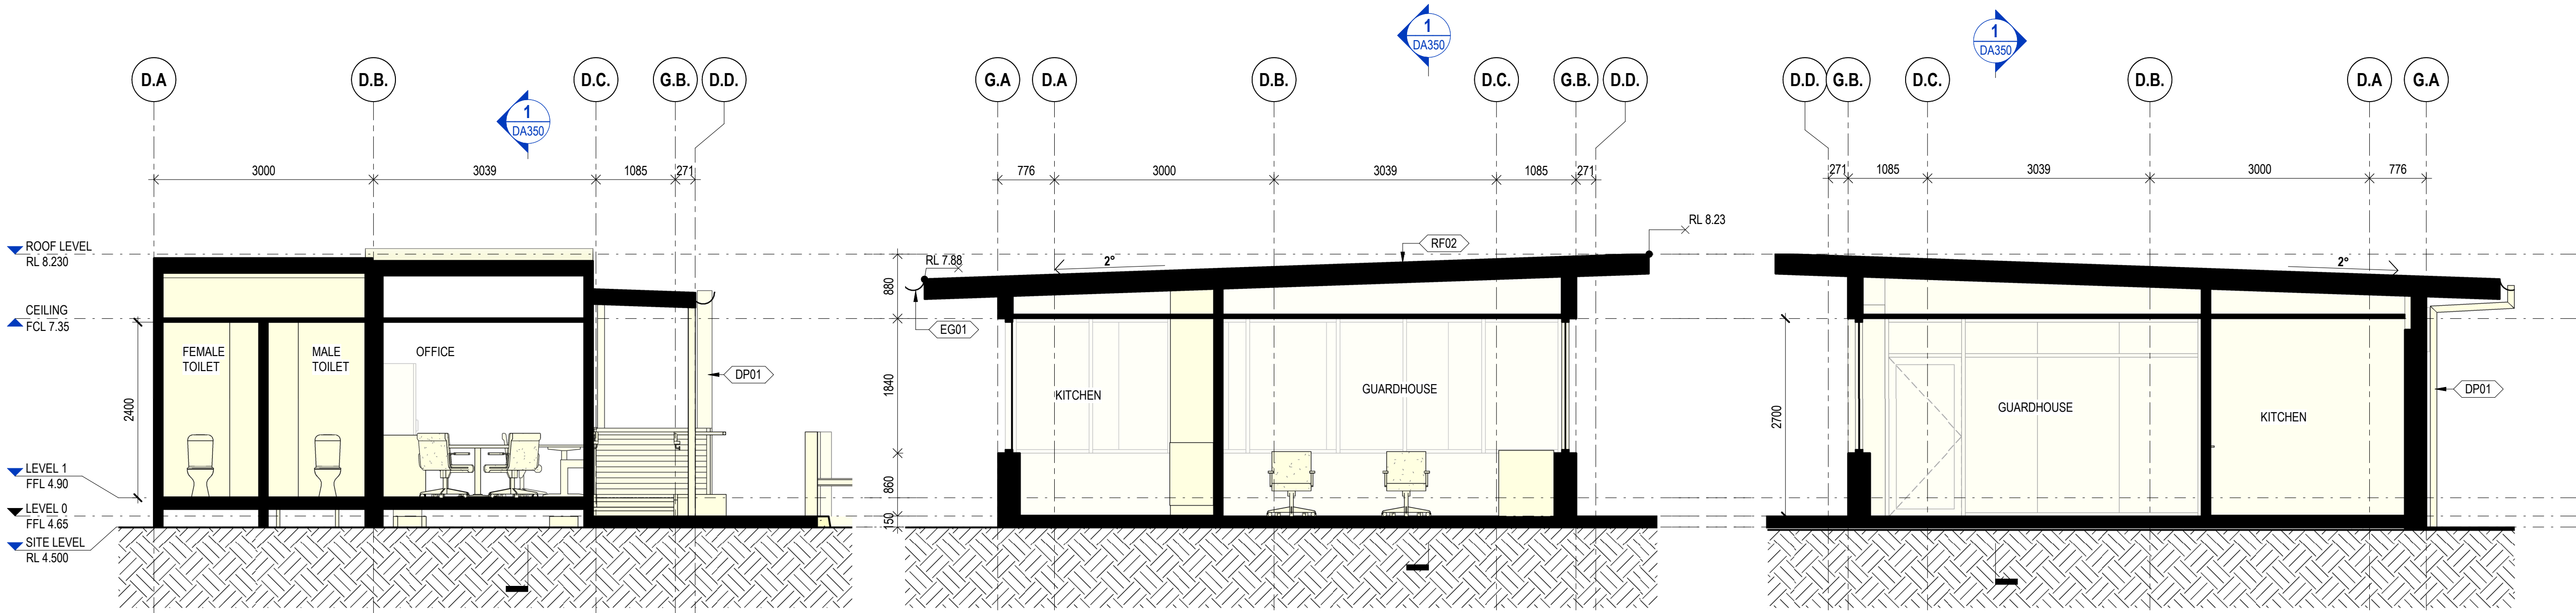 1
DA350
1
DA350
D.A
D.B.
D.C.
G.B.
D.D.
G.A
D.A
D.B.
D.C.
G.B.
D.D.
D.D.
G.B.
D.C.
D.B.
D.A
G.A
1
DA350
3000
3039
1085
271
776
3000
3039
1085
271
271
1085
3039
3000
776
ROOF LEVEL
RL 8.230
CEILING
FCL 7.35
LEVEL 1
FFL 4.90
LEVEL 0
FFL 4.65
SITE LEVEL
RL 4.500
2400
FEMALE
TOILET
MALE
TOILET
OFFICE
DP01
880
1840
860
150
RL 7.88
EG01
2°
RF02
RL 8.23
KITCHEN
GUARDHOUSE
2700
2°
GUARDHOUSE
KITCHEN
DP01